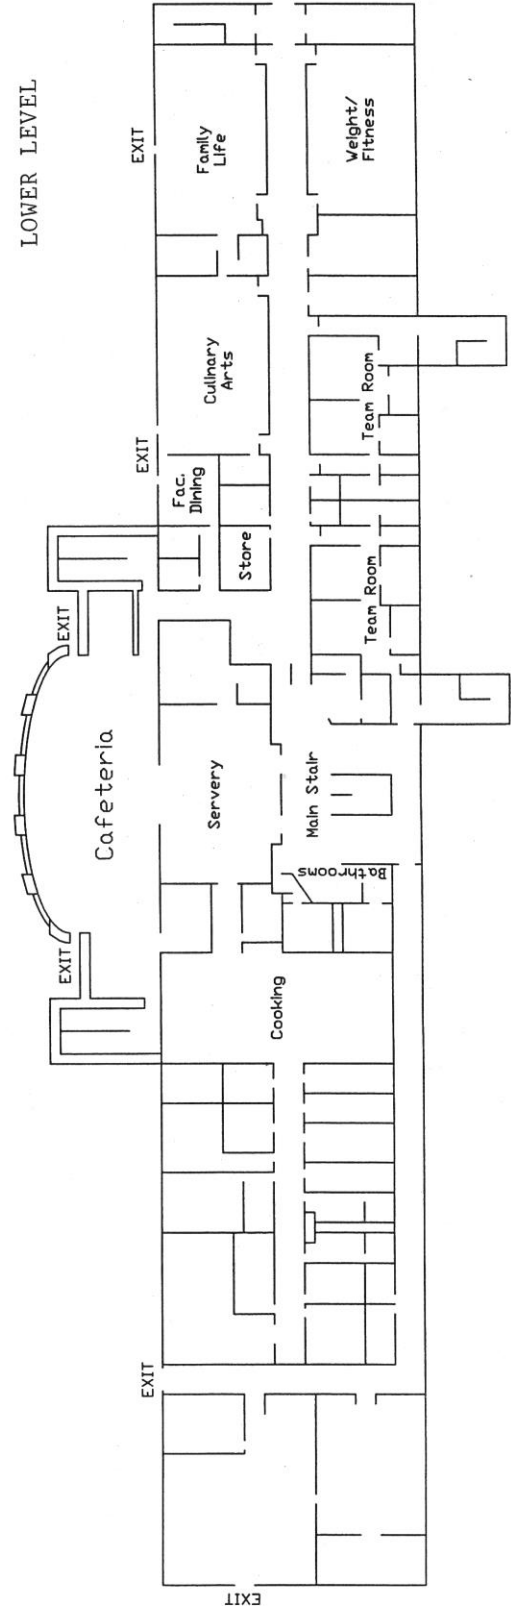 LOWER LEVEL
EXIT
Family
Life
Weight/
Fitness
EXIT
Culinary
Arts
Fac.
Dining
Store
Team Room
Team Room
EXIT
Cafeteria
Servery
Main Stair
Bathrooms
EXIT
Cooking
EXIT
EXIT